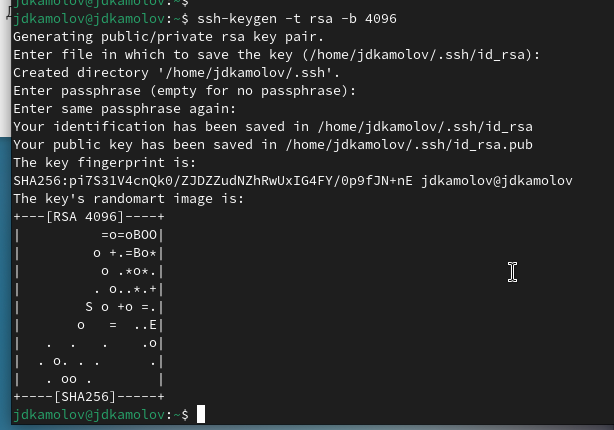 jdkamolov@jdkamolov:~$
jdkamolov@jdkamolov:~$ ssh-keygen -t rsa -b 4096
Generating public/private rsa key pair.
Enter file in which to save the key (/home/jdkamolov/.ssh/id_rsa):
Created directory '/home/jdkamolov/.ssh'.
Enter passphrase (empty for no passphrase):
Enter same passphrase again:
Your identification has been saved in /home/jdkamolov/.ssh/id_rsa
Your public key has been saved in /home/jdkamolov/.ssh/id_rsa.pub
The key fingerprint is:
SHA256:pi7S31V4cnQk0/ZJDZZudNZhRwUxIG4FY/0p9fJN+nE jdkamolov@jdkamolov
The key's randomart image is:
+---[RSA 4096]----+
|          =o=oBOO|
|         o +.=Bo*|
|          o .*o*.|
|         . o..*.+|
|        S o +o =.|
|       o   =  ..E|
|   .  .   .    .o|
|  . o. . .      .|
|   . oo .        |
+----[SHA256]-----+
jdkamolov@jdkamolov:~$